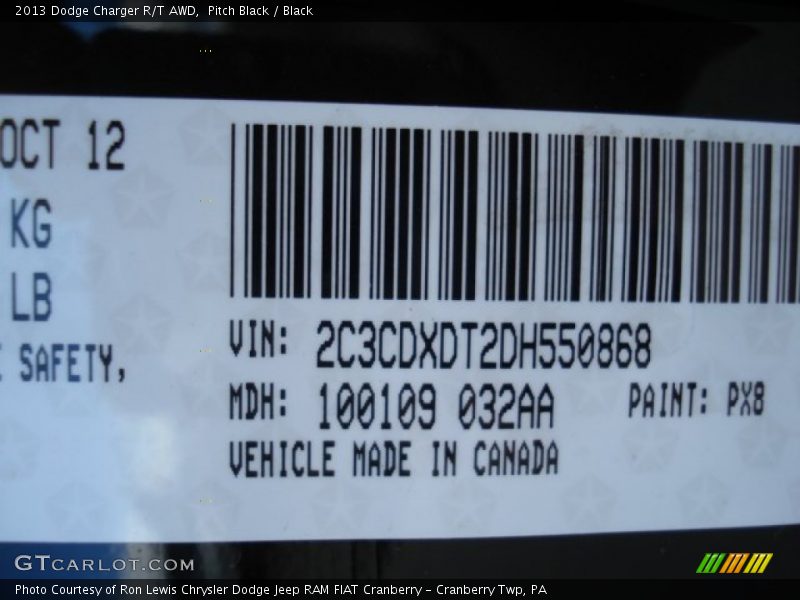 2013 Dodge Charger R/T AWD,  Pitch Black / Black
OCT 12
KG
LB
SAFETY,
VIN: 2C3CDXDT2DH550868
MDH: 100109 032AA PAINT: PX8
VEHICLE MADE IN CANADA
GTCARLOT.COM
Photo Courtesy of Ron Lewis Chrysler Dodge Jeep RAM FIAT Cranberry – Cranberry Twp, PA